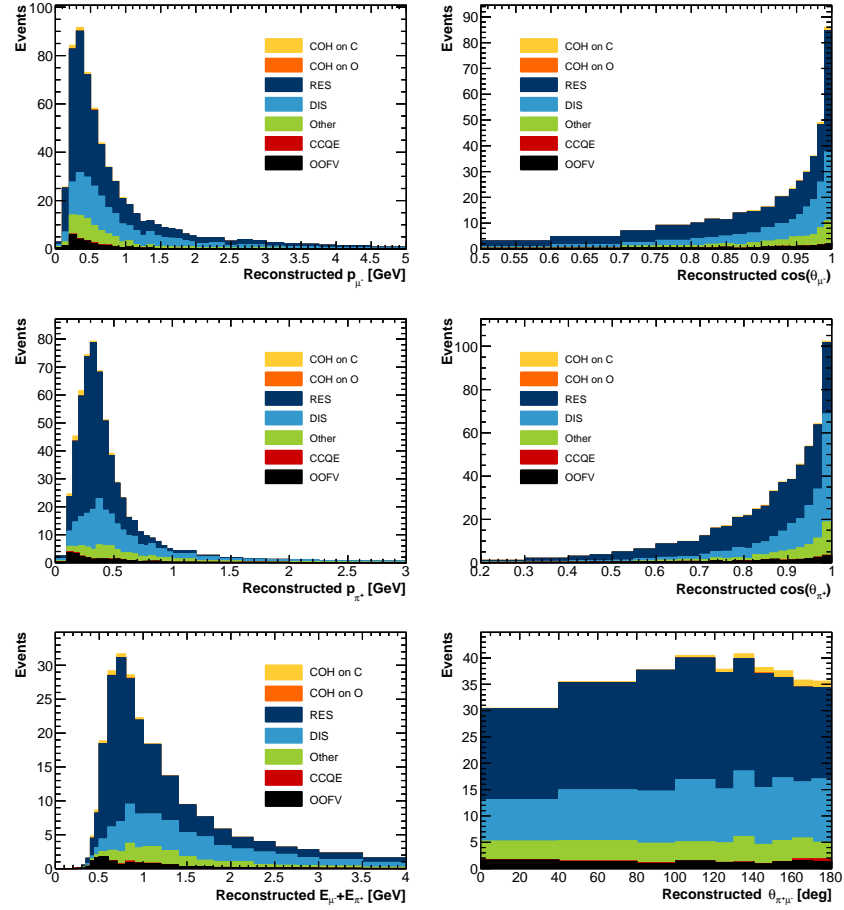 Events
100
80
60
40
20
0
COH on C
COH on O
RES
DIS
Other
CCQE
OOFV
0 0.5 1 1.5 2 2.5 3 3.5 4 4.5 5
Reconstructed p_μ⁻ [GeV]
Events
90
80
70
60
50
40
30
20
10
0
COH on C
COH on O
RES
DIS
Other
CCQE
OOFV
0.5 0.55 0.6 0.65 0.7 0.75 0.8 0.85 0.9 0.95 1
Reconstructed cos(θ_μ⁻)
Events
80
70
60
50
40
30
20
10
0
COH on C
COH on O
RES
DIS
Other
CCQE
OOFV
0 0.5 1 1.5 2 2.5 3
Reconstructed p_π⁺ [GeV]
Events
100
80
60
40
20
0
COH on C
COH on O
RES
DIS
Other
CCQE
OOFV
0.2 0.3 0.4 0.5 0.6 0.7 0.8 0.9 1
Reconstructed cos(θ_π⁺)
Events
30
25
20
15
10
5
0
COH on C
COH on O
RES
DIS
Other
CCQE
OOFV
0 0.5 1 1.5 2 2.5 3 3.5 4
Reconstructed E_μ⁻+E_π⁺ [GeV]
Events
40
35
30
25
20
15
10
5
0
0 20 40 60 80 100 120 140 160 180
Reconstructed θ_π⁺μ⁻ [deg]